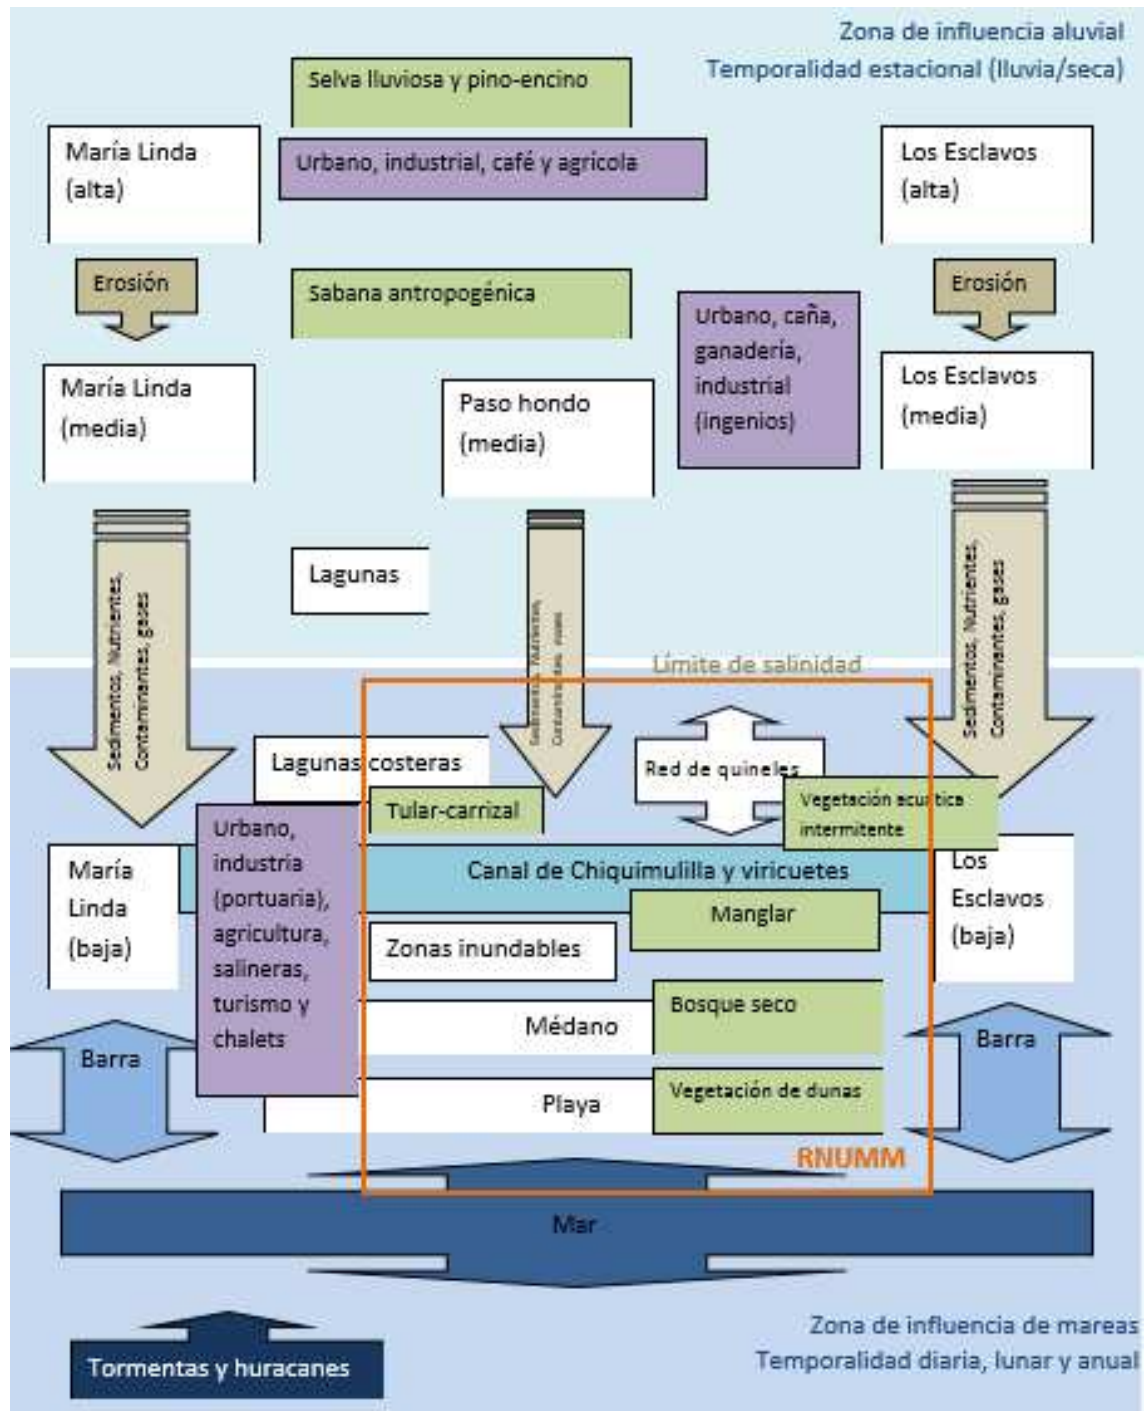 Zona de influencia aluvial
Temporalidad estacional (lluvia/seca)
Selva lluviosa y pino-encino
María Linda
(alta)
Urbano, industrial, café y agrícola
Los Esclavos
(alta)
Erosión
Sabana antropogénica
Erosión
Urbano, caña,
ganadería,
industrial
(ingenios)
María Linda
(media)
Paso hondo
(media)
Los Esclavos
(media)
Sedimentos, Nutrientes,
Contaminantes, gases
Lagunas
Sedimentos, Nutrientes,
Contaminantes,
Sedimentos, Nutrientes,
Contaminantes, gases
Límite de salinidad
Lagunas costeras
Red de quineles
Tular-carrizal
Vegetación acuática
intermitente
Urbano,
industria
(portuaria),
agricultura,
salineras,
turismo y
chalets
María
Linda
(baja)
Canal de Chiquimulilla y viricuetes
Los
Esclavos
(baja)
Manglar
Zonas inundables
Bosque seco
Médano
Barra
Barra
Vegetación de dunas
Playa
RNUMM
Mar
Zona de influencia de mareas
Temporalidad diaria, lunar y anual
Tormentas y huracanes